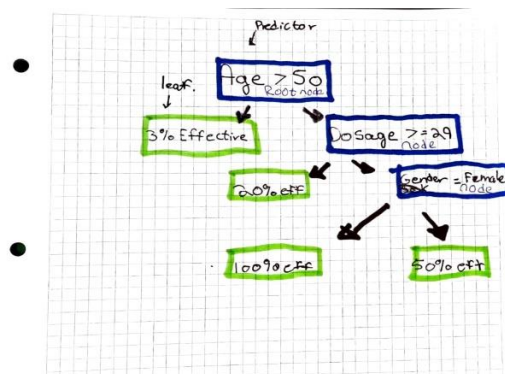 Predictor
Age > 50
Root node
leaf.
3% Effective
Dosage >= 29
node
20% eff
Gender = Female
node
100% eff
50% eff